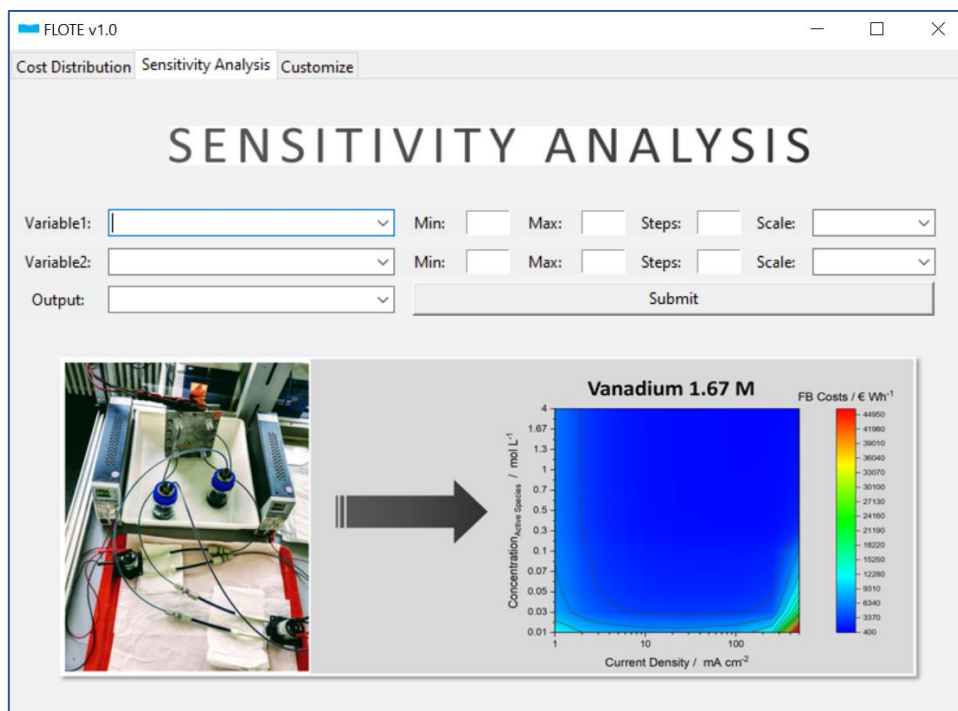 FLOTE v1.0
Cost Distribution Sensitivity Analysis Customize
SENSITIVITY ANALYSIS
Variable1: Min: Max: Steps: Scale:
Variable2: Min: Max: Steps: Scale:
Output: Submit
Vanadium 1.67 M
FB Costs / € Wh⁻¹
4
1.67
1.3
1
0.7
0.5
0.3
0.1
0.07
0.05
0.03
0.01
Concentration Active Species / mol L⁻¹
1 10 100
Current Density / mA cm⁻²
44950
41980
39010
36040
33070
30100
27130
24160
21190
18220
15250
12280
9310
6340
3370
400